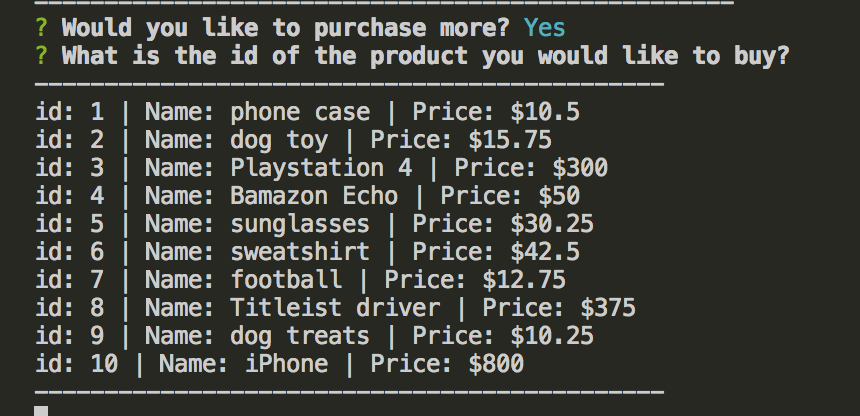 ? Would you like to purchase more? Yes
? What is the id of the product you would like to buy?
id: 1 | Name: phone case | Price: $10.5
id: 2 | Name: dog toy | Price: $15.75
id: 3 | Name: Playstation 4 | Price: $300
id: 4 | Name: Bamazon Echo | Price: $50
id: 5 | Name: sunglasses | Price: $30.25
id: 6 | Name: sweatshirt | Price: $42.5
id: 7 | Name: football | Price: $12.75
id: 8 | Name: Titleist driver | Price: $375
id: 9 | Name: dog treats | Price: $10.25
id: 10 | Name: iPhone | Price: $800